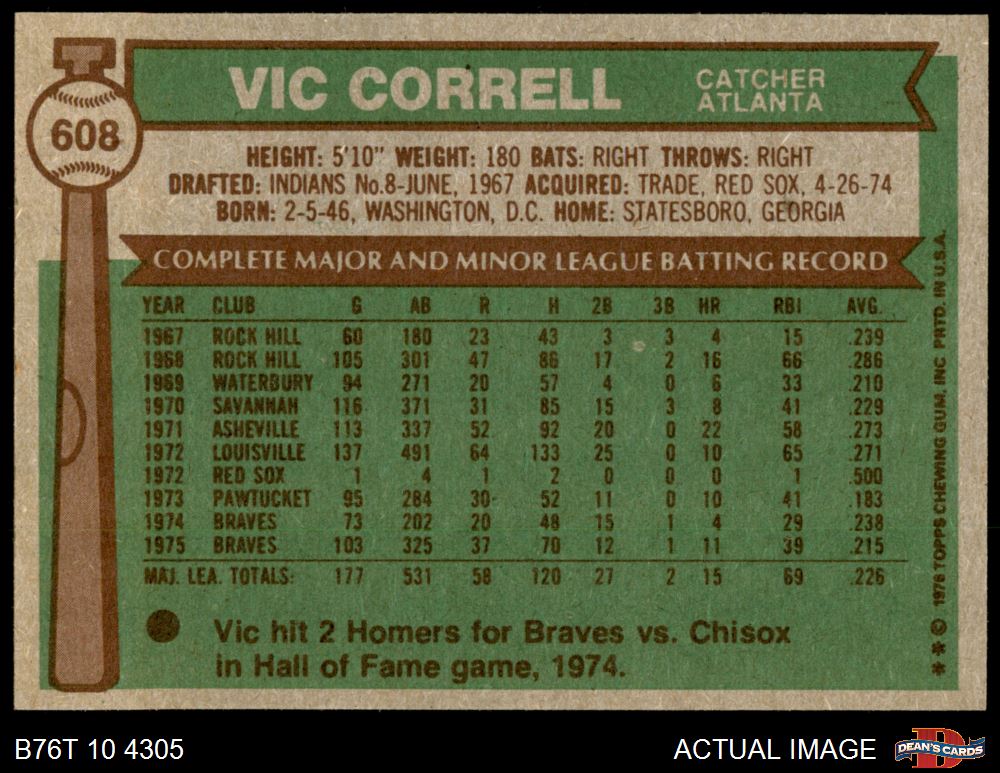 608
VIC CORRELL
CATCHER
ATLANTA
HEIGHT: 5'10" WEIGHT: 180 BATS: RIGHT THROWS: RIGHT
DRAFTED: INDIANS No.8-JUNE, 1967 ACQUIRED: TRADE, RED SOX, 4-26-74
BORN: 2-5-46, WASHINGTON, D.C. HOME: STATESBORO, GEORGIA
COMPLETE MAJOR AND MINOR LEAGUE BATTING RECORD
YEAR CLUB G AB R H 2B 3B HR RBI AVG.
1967 ROCK HILL 60 180 23 43 3 3 4 15 .239
1968 ROCK HILL 105 301 47 86 17 2 16 66 .286
1969 WATERBURY 94 271 20 57 4 0 6 33 .210
1970 SAVANNAH 116 371 31 85 15 3 8 41 .229
1971 ASHEVILLE 113 337 52 92 20 0 22 58 .273
1972 LOUISVILLE 137 491 64 133 25 0 10 65 .271
1972 RED SOX 1 4 1 2 0 0 0 1 .500
1973 PAWTUCKET 95 284 30 52 11 0 10 41 .183
1974 BRAVES 73 202 20 48 15 1 4 29 .238
1975 BRAVES 103 325 37 70 12 1 11 39 .215
MAJ. LEA. TOTALS: 177 531 58 120 27 2 15 69 .226
Vic hit 2 Homers for Braves vs. Chisox
in Hall of Fame game, 1974.
* * © 1976 TOPPS CHEWING GUM, INC PRTD. IN U.S.A.
B76T 10 4305
ACTUAL IMAGE
D
DEAN'S CARDS